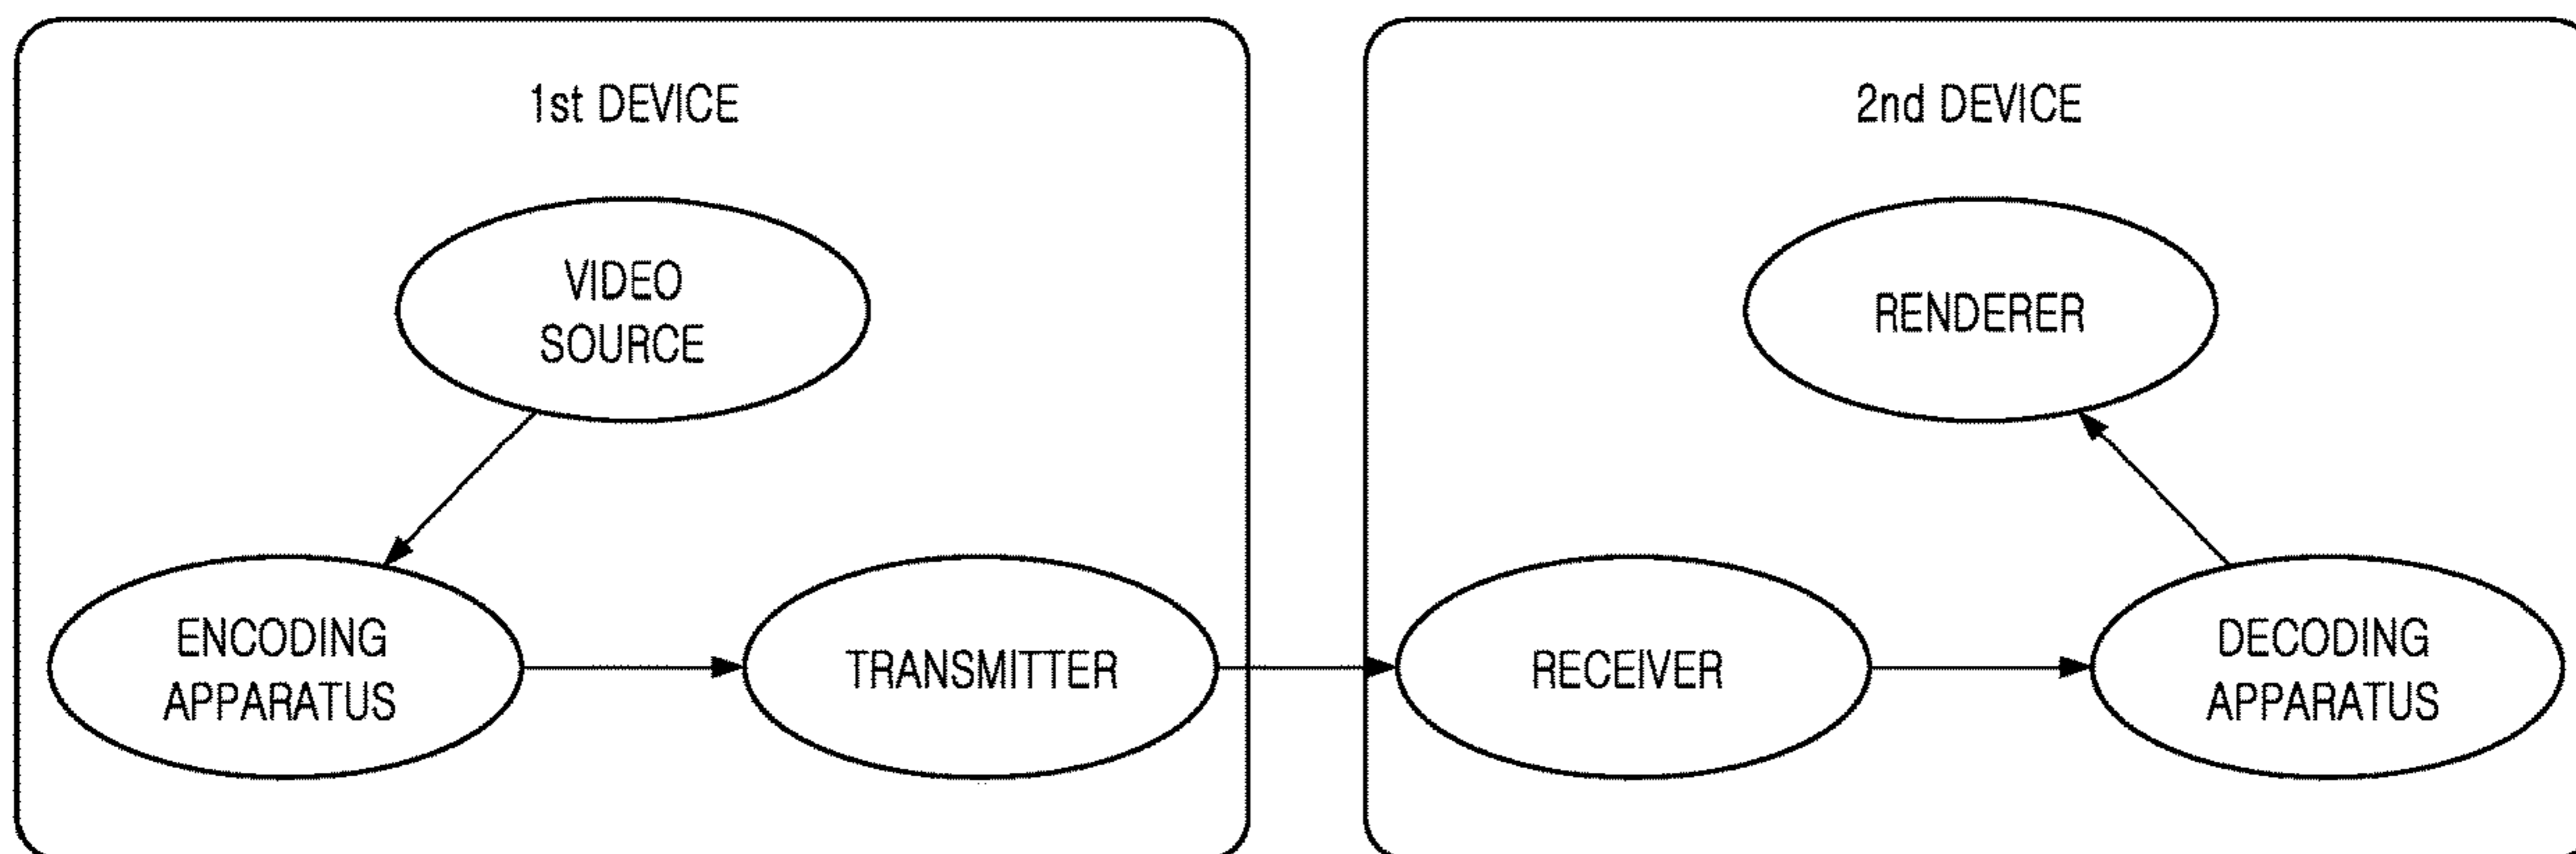 1st DEVICE
VIDEO
SOURCE
ENCODING
APPARATUS
TRANSMITTER
2nd DEVICE
RENDERER
RECEIVER
DECODING
APPARATUS